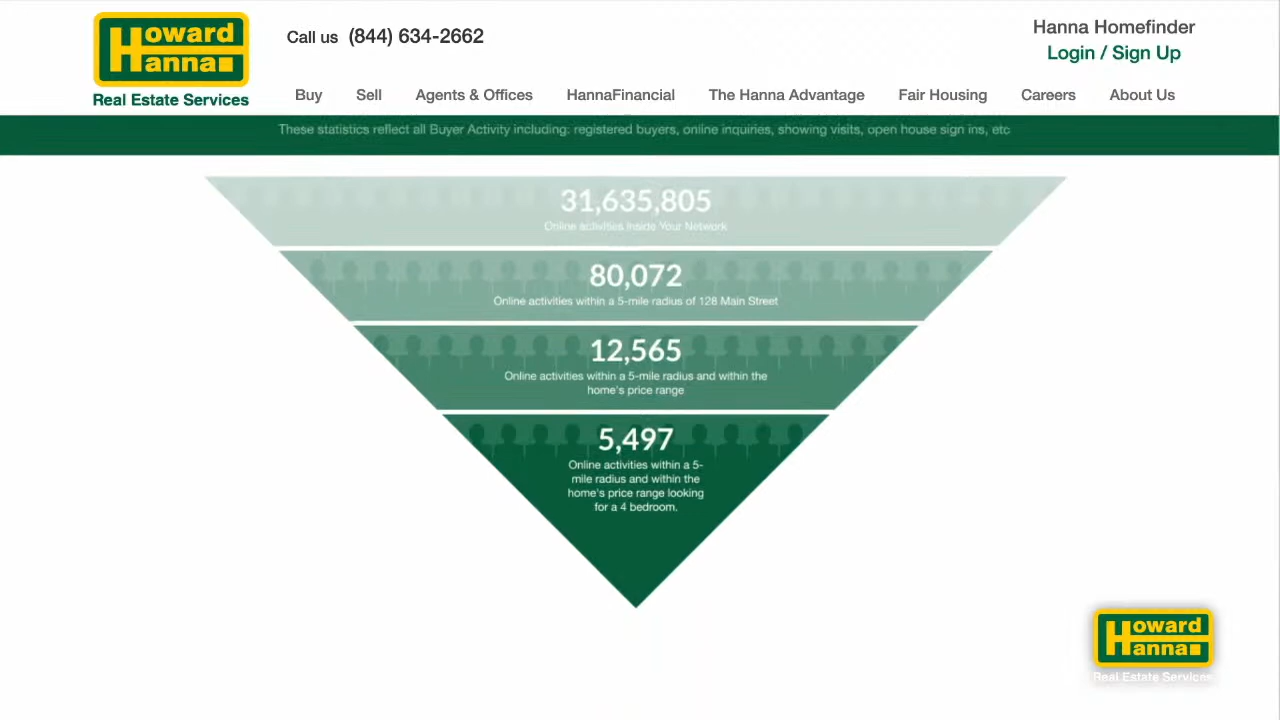 Howard
Hanna
Real Estate Services
Call us (844) 634-2662
Hanna Homefinder
Login / Sign Up
Buy Sell Agents & Offices HannaFinancial The Hanna Advantage Fair Housing Careers About Us
These statistics reflect all Buyer Activity including: registered buyers, online inquiries, showing visits, open house sign ins, etc
31,635,805
Online activities Inside Your Network
80,072
Online activities within a 5-mile radius of 128 Main Street
12,565
Online activities within a 5-mile radius and within the
home's price range
5,497
Online activities within a 5-
mile radius and within the
home's price range looking
for a 4 bedroom.
Howard
Hanna
Real Estate Services